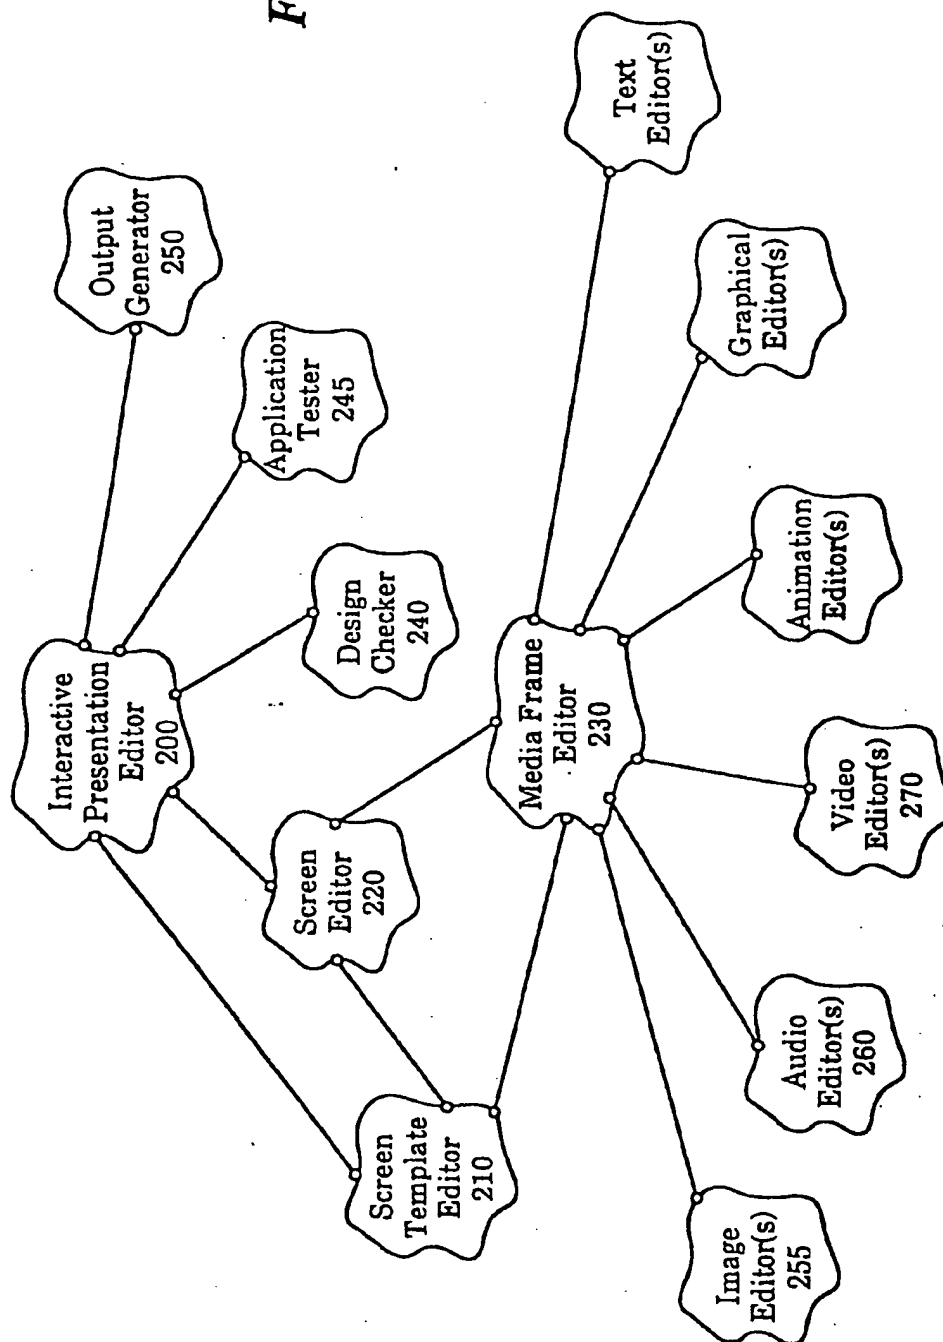 F
Interactive
Presentation
Editor
200
Output
Generator
250
Application
Tester
245
Design
Checker
240
Screen
Editor
220
Screen
Template
Editor
210
Media Frame
Editor
230
Text
Editor(s)
Graphical
Editor(s)
Animation
Editor(s)
Video
Editor(s)
270
Audio
Editor(s)
260
Image
Editor(s)
255